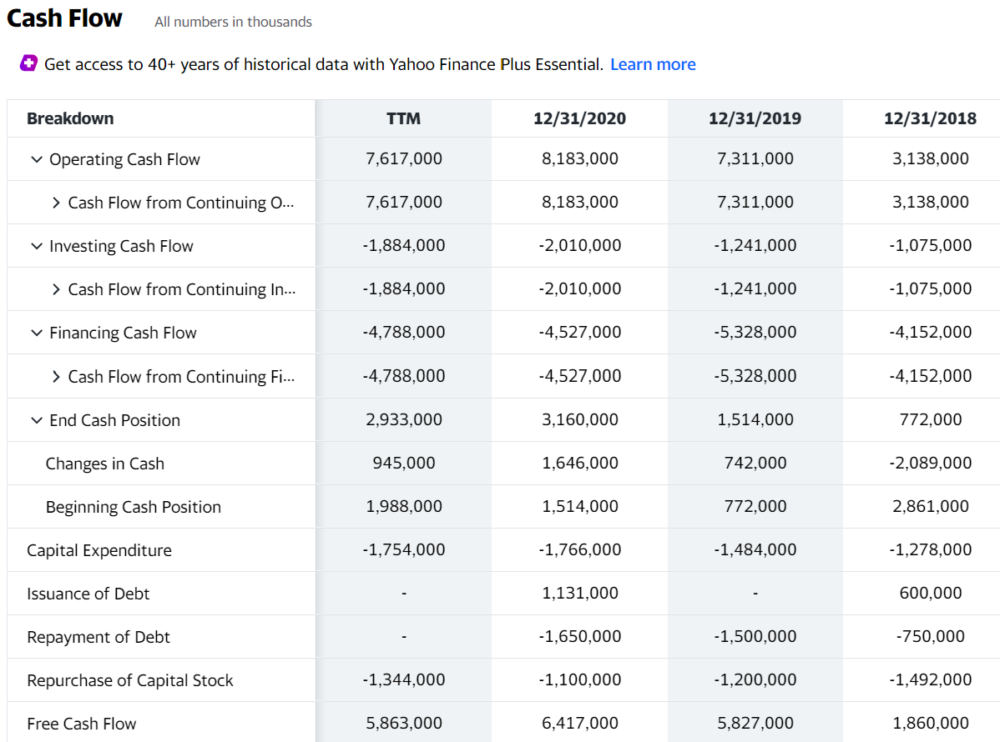 Cash Flow All numbers in thousands
Get access to 40+ years of historical data with Yahoo Finance Plus Essential. Learn more
Breakdown TTM 12/31/2020 12/31/2019 12/31/2018
Operating Cash Flow 7,617,000 8,183,000 7,311,000 3,138,000
Cash Flow from Continuing O... 7,617,000 8,183,000 7,311,000 3,138,000
Investing Cash Flow -1,884,000 -2,010,000 -1,241,000 -1,075,000
Cash Flow from Continuing In... -1,884,000 -2,010,000 -1,241,000 -1,075,000
Financing Cash Flow -4,788,000 -4,527,000 -5,328,000 -4,152,000
Cash Flow from Continuing Fi... -4,788,000 -4,527,000 -5,328,000 -4,152,000
End Cash Position 2,933,000 3,160,000 1,514,000 772,000
Changes in Cash 945,000 1,646,000 742,000 -2,089,000
Beginning Cash Position 1,988,000 1,514,000 772,000 2,861,000
Capital Expenditure -1,754,000 -1,766,000 -1,484,000 -1,278,000
Issuance of Debt - 1,131,000 - 600,000
Repayment of Debt - -1,650,000 -1,500,000 -750,000
Repurchase of Capital Stock -1,344,000 -1,100,000 -1,200,000 -1,492,000
Free Cash Flow 5,863,000 6,417,000 5,827,000 1,860,000